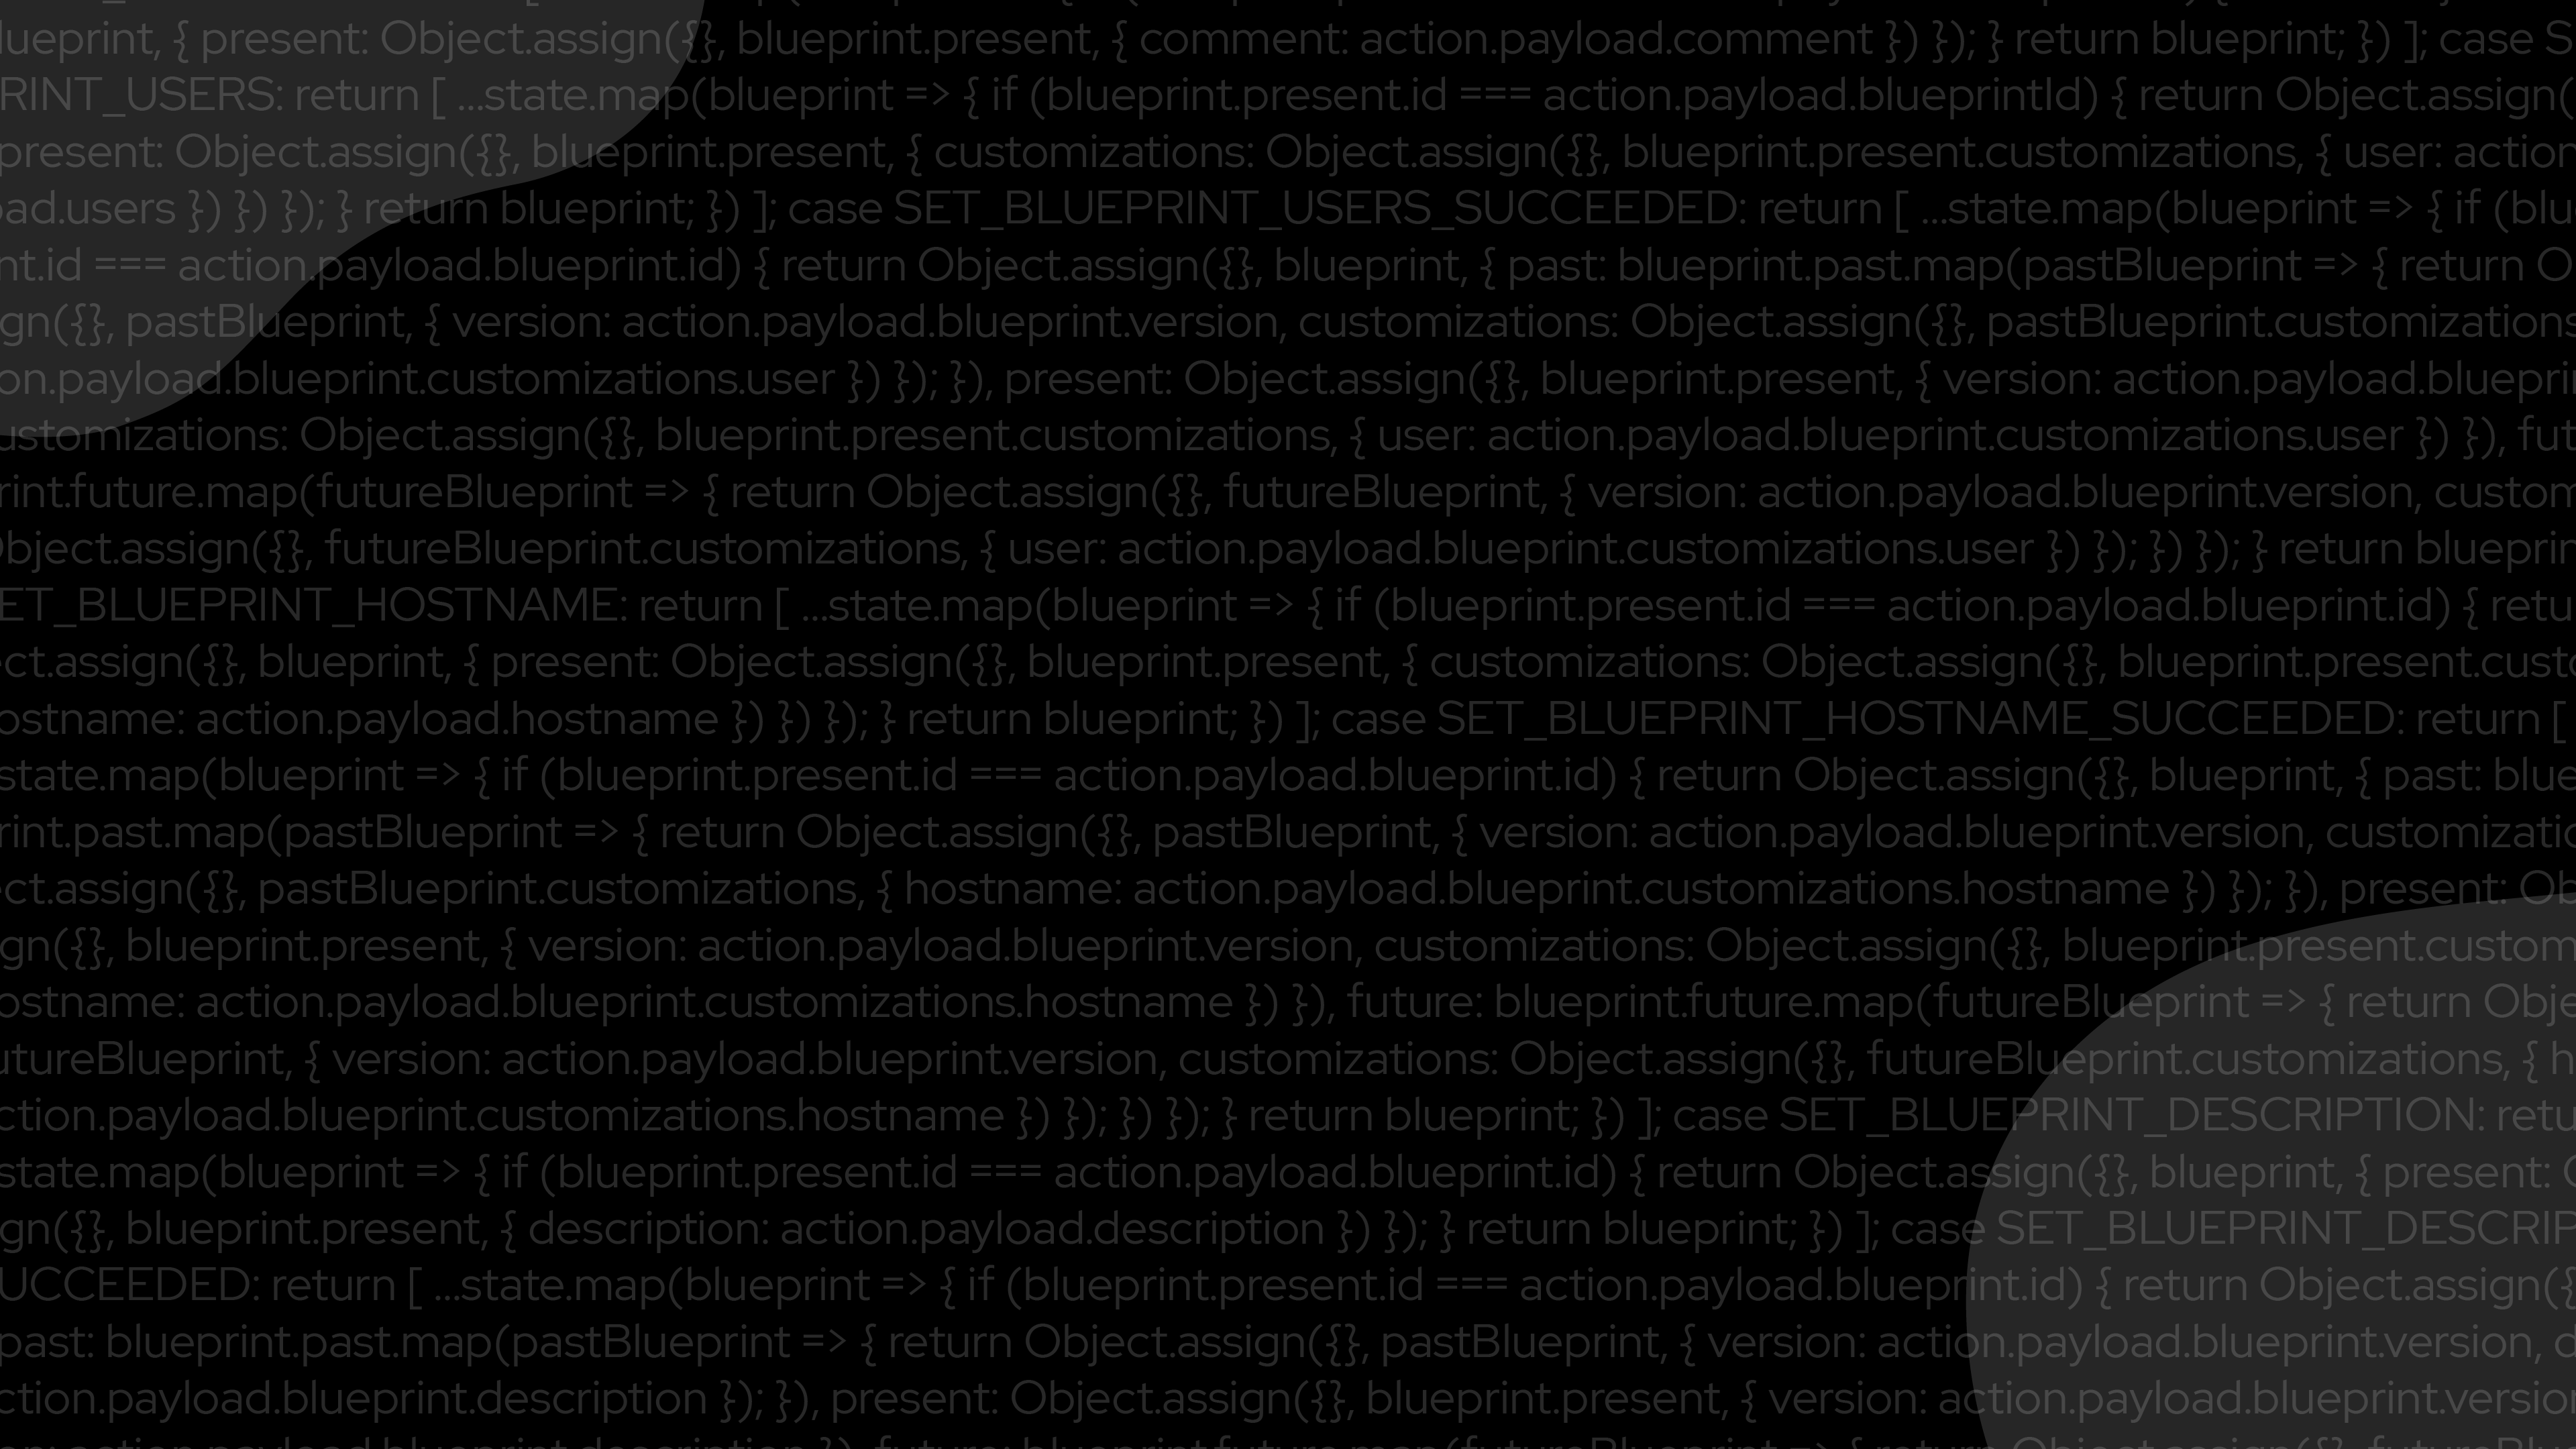 lueprint, { present: Object.assign({}, blueprint.present, { comment: action.payload.comment }) }); } return blueprint; }) ]; case S
RINT_USERS: return [ ...state.map(blueprint => { if (blueprint.present.id === action.payload.blueprintId) { return Object.assign(
present: Object.assign({}, blueprint.present, { customizations: Object.assign({}, blueprint.present.customizations, { user: action
ad.users }) }) }); } return blueprint; }) ]; case SET_BLUEPRINT_USERS_SUCCEEDED: return [ ...state.map(blueprint => { if (blu
nt.id === action.payload.blueprint.id) { return Object.assign({}, blueprint, { past: blueprint.past.map(pastBlueprint => { return O
gn({}, pastBlueprint, { version: action.payload.blueprint.version, customizations: Object.assign({}, pastBlueprint.customizations
on.payload.blueprint.customizations.user }) }); }), present: Object.assign({}, blueprint.present, { version: action.payload.bluepri
ustomizations: Object.assign({}, blueprint.present.customizations, { user: action.payload.blueprint.customizations.user }) }), fut
rint.future.map(futureBlueprint => { return Object.assign({}, futureBlueprint, { version: action.payload.blueprint.version, custom
Object.assign({}, futureBlueprint.customizations, { user: action.payload.blueprint.customizations.user }) }); }) }); } return blueprin
ET_BLUEPRINT_HOSTNAME: return [ ...state.map(blueprint => { if (blueprint.present.id === action.payload.blueprint.id) { retu
ct.assign({}, blueprint, { present: Object.assign({}, blueprint.present, { customizations: Object.assign({}, blueprint.present.custo
ostname: action.payload.hostname }) }) }); } return blueprint; }) ]; case SET_BLUEPRINT_HOSTNAME_SUCCEEDED: return [
state.map(blueprint => { if (blueprint.present.id === action.payload.blueprint.id) { return Object.assign({}, blueprint, { past: blue
rint.past.map(pastBlueprint => { return Object.assign({}, pastBlueprint, { version: action.payload.blueprint.version, customizatio
ct.assign({}, pastBlueprint.customizations, { hostname: action.payload.blueprint.customizations.hostname }) }); }), present: Ob
gn({}, blueprint.present, { version: action.payload.blueprint.version, customizations: Object.assign({}, blueprint.present.custom
ostname: action.payload.blueprint.customizations.hostname }) }), future: blueprint.future.map(futureBlueprint => { return Obje
utureBlueprint, { version: action.payload.blueprint.version, customizations: Object.assign({}, futureBlueprint.customizations, { h
ction.payload.blueprint.customizations.hostname }) }); }) }); } return blueprint; }) ]; case SET_BLUEPRINT_DESCRIPTION: retu
state.map(blueprint => { if (blueprint.present.id === action.payload.blueprint.id) { return Object.assign({}, blueprint, { present: O
gn({}, blueprint.present, { description: action.payload.description }) }); } return blueprint; }) ]; case SET_BLUEPRINT_DESCRIP
UCCEEDED: return [ ...state.map(blueprint => { if (blueprint.present.id === action.payload.blueprint.id) { return Object.assign({
past: blueprint.past.map(pastBlueprint => { return Object.assign({}, pastBlueprint, { version: action.payload.blueprint.version, d
ction.payload.blueprint.description }); }), present: Object.assign({}, blueprint.present, { version: action.payload.blueprint.versio